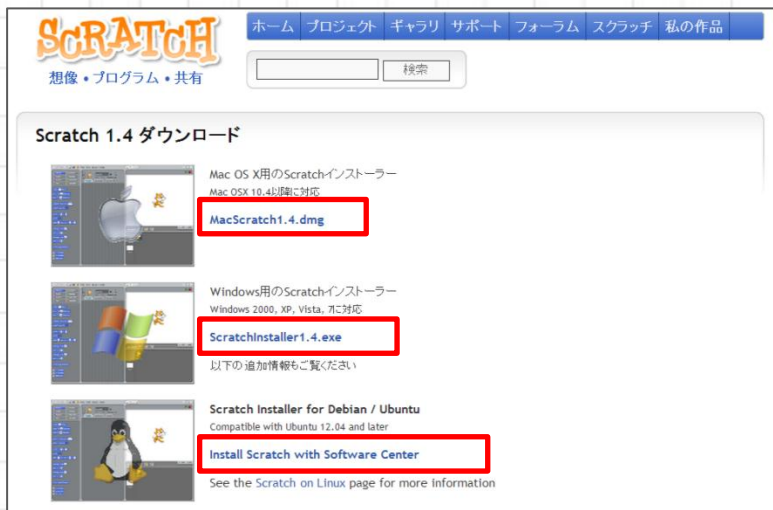 SCRATCH
想像・プログラム・共有
ホーム プロジェクト ギャラリ サポート フォーラム スクラッチ 私の作品
検索
Scratch 1.4 ダウンロード
Mac OS X用のScratchインストーラー
Mac OSX 10.4以降に対応
MacScratch1.4.dmg
Windows用のScratchインストーラー
Windows 2000, XP, Vista, 7に対応
ScratchInstaller1.4.exe
以下の追加情報もご覧ください
Scratch Installer for Debian / Ubuntu
Compatible with Ubuntu 12.04 and later
Install Scratch with Software Center
See the Scratch on Linux page for more information